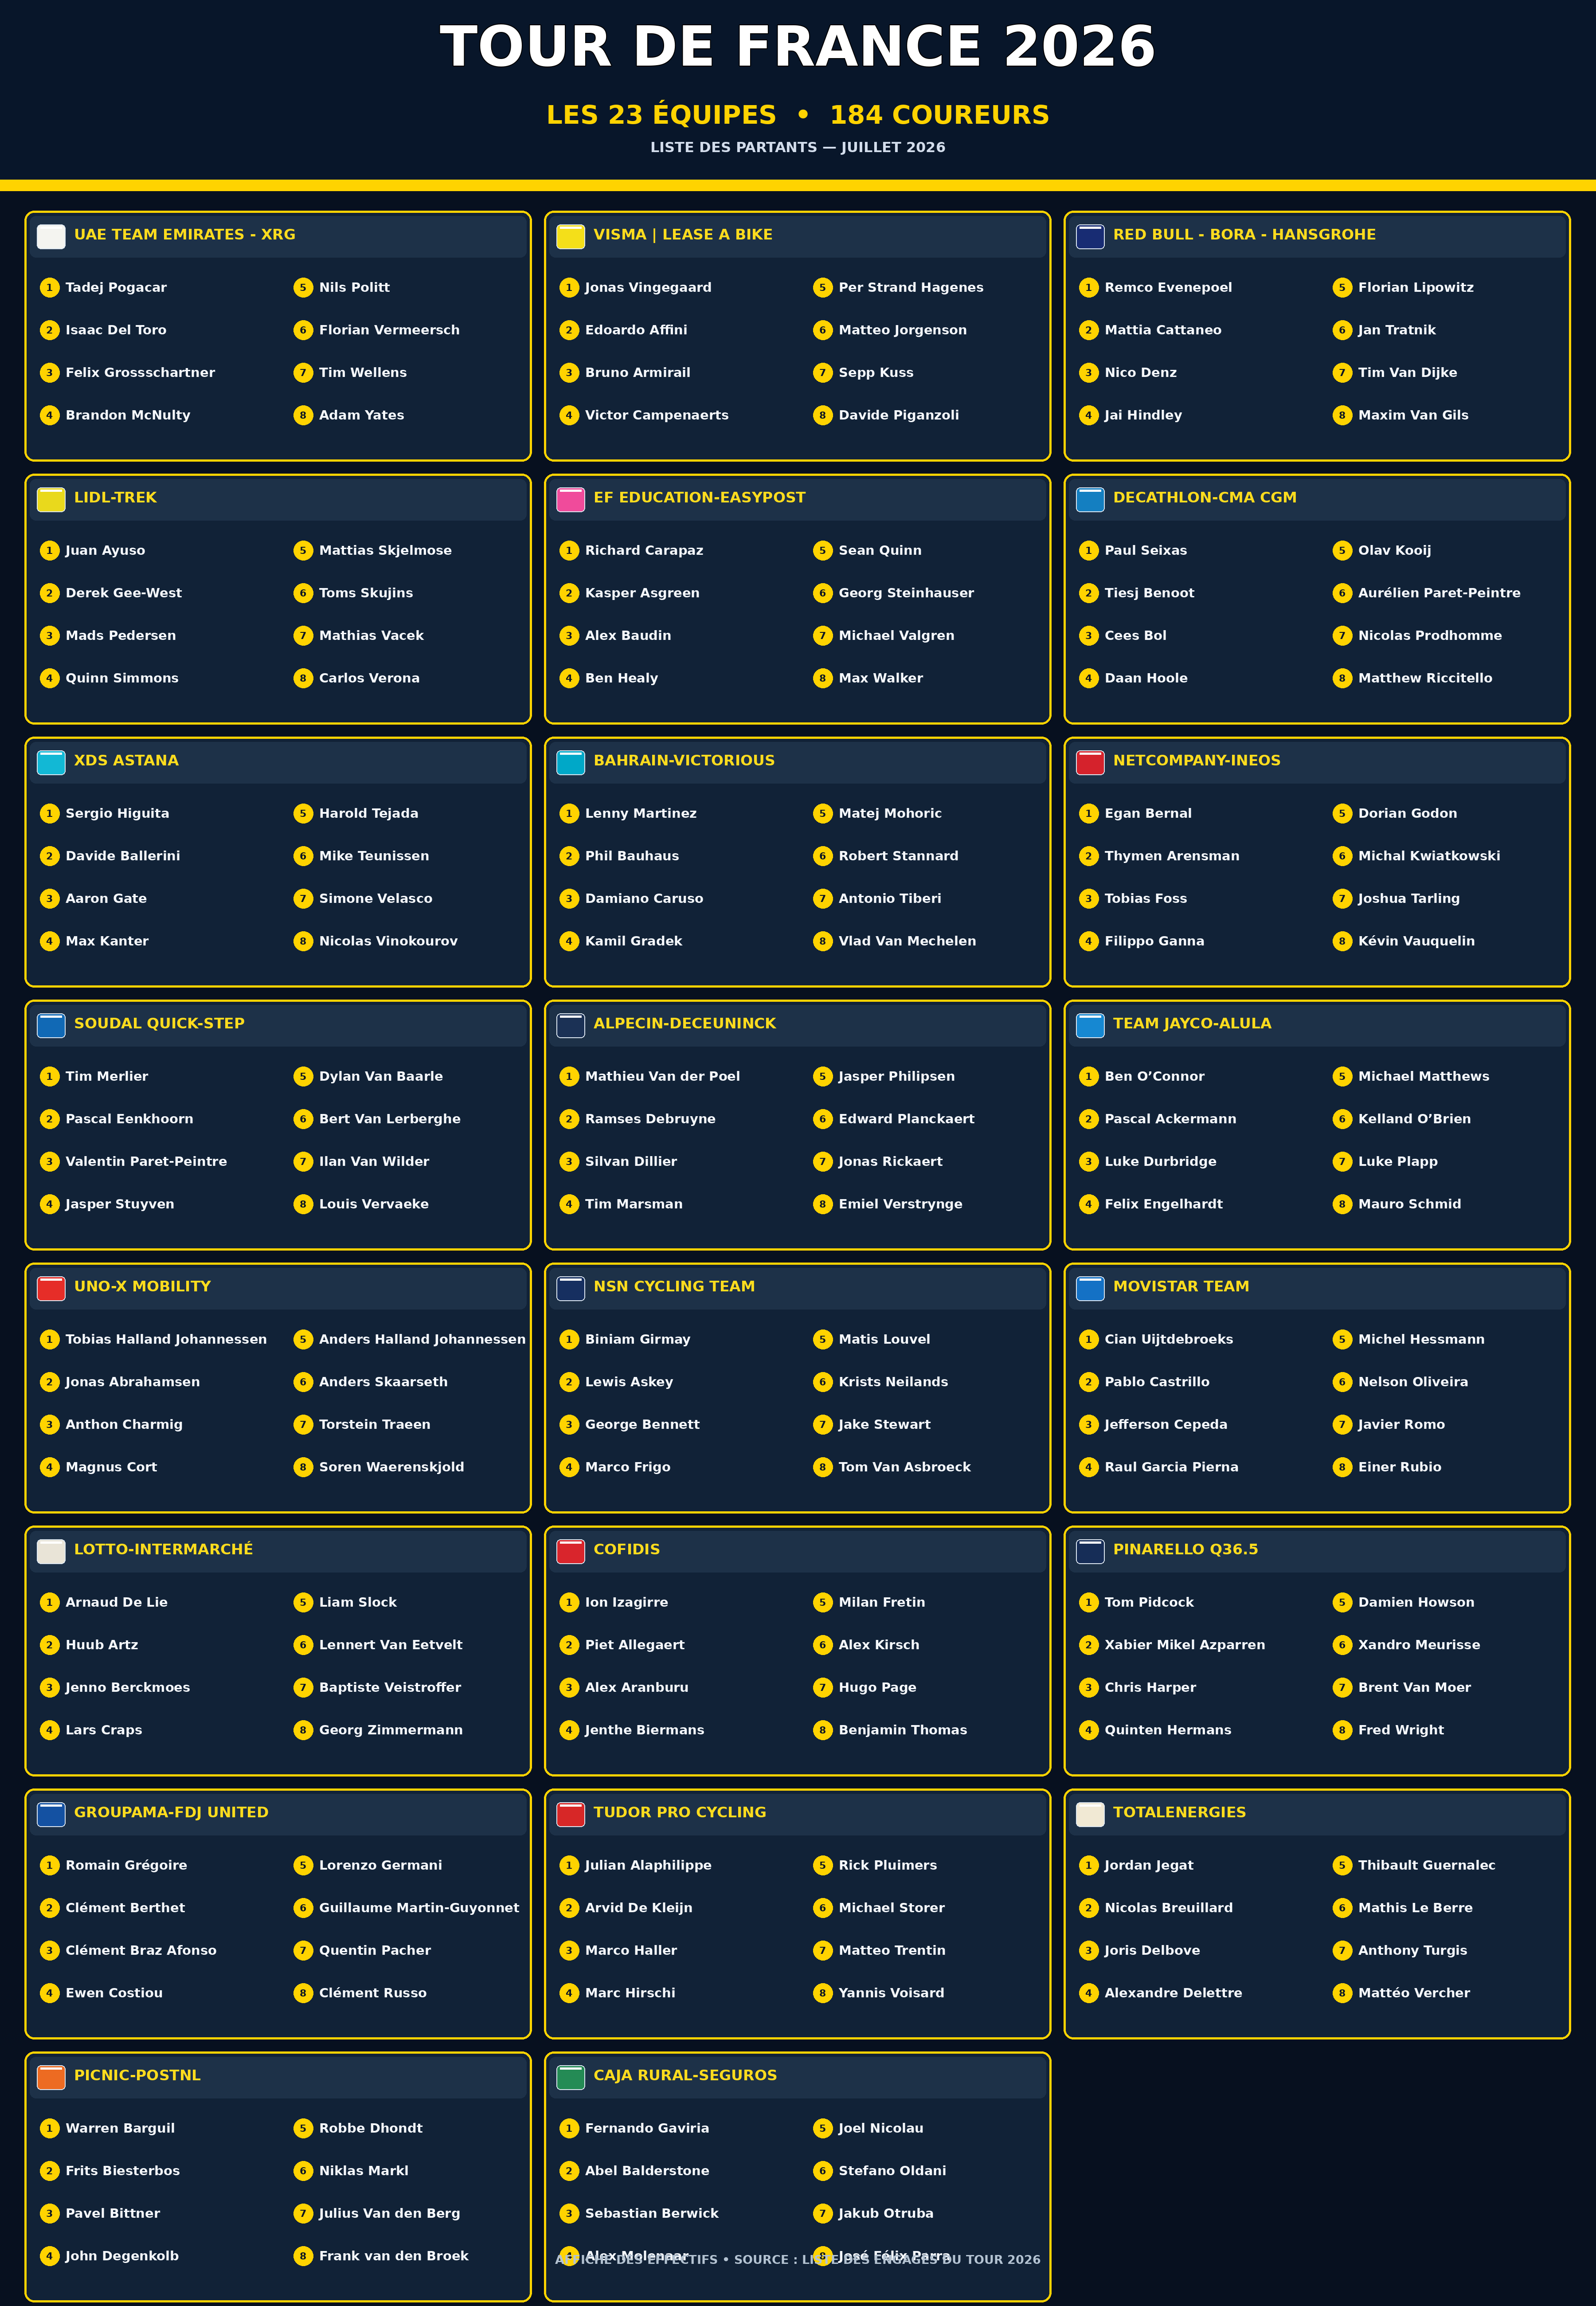 TOUR DE FRANCE 2026
LES 23 ÉQUIPES • 184 COUREURS
LISTE DES PARTANTS — JUILLET 2026
UAE TEAM EMIRATES - XRG
1 Tadej Pogacar
2 Isaac Del Toro
3 Felix Grossschartner
4 Brandon McNulty
5 Nils Politt
6 Florian Vermeersch
7 Tim Wellens
8 Adam Yates
VISMA | LEASE A BIKE
1 Jonas Vingegaard
2 Edoardo Affini
3 Bruno Armirail
4 Victor Campenaerts
5 Per Strand Hagenes
6 Matteo Jorgenson
7 Sepp Kuss
8 Davide Piganzoli
RED BULL - BORA - HANSGROHE
1 Remco Evenepoel
2 Mattia Cattaneo
3 Nico Denz
4 Jai Hindley
5 Florian Lipowitz
6 Jan Tratnik
7 Tim Van Dijke
8 Maxim Van Gils
LIDL-TREK
1 Juan Ayuso
2 Derek Gee-West
3 Mads Pedersen
4 Quinn Simmons
5 Mattias Skjelmose
6 Toms Skujins
7 Mathias Vacek
8 Carlos Verona
EF EDUCATION-EASYPOST
1 Richard Carapaz
2 Kasper Asgreen
3 Alex Baudin
4 Ben Healy
5 Sean Quinn
6 Georg Steinhauser
7 Michael Valgren
8 Max Walker
DECATHLON-CMA CGM
1 Paul Seixas
2 Tiesj Benoot
3 Cees Bol
4 Daan Hoole
5 Olav Kooij
6 Aurélien Paret-Peintre
7 Nicolas Prodhomme
8 Matthew Riccitello
XDS ASTANA
1 Sergio Higuita
2 Davide Ballerini
3 Aaron Gate
4 Max Kanter
5 Harold Tejada
6 Mike Teunissen
7 Simone Velasco
8 Nicolas Vinokourov
BAHRAIN-VICTORIOUS
1 Lenny Martinez
2 Phil Bauhaus
3 Damiano Caruso
4 Kamil Gradek
5 Matej Mohoric
6 Robert Stannard
7 Antonio Tiberi
8 Vlad Van Mechelen
NETCOMPANY-INEOS
1 Egan Bernal
2 Thymen Arensman
3 Tobias Foss
4 Filippo Ganna
5 Dorian Godon
6 Michal Kwiatkowski
7 Joshua Tarling
8 Kévin Vauquelin
SOUDAL QUICK-STEP
1 Tim Merlier
2 Pascal Eenkhoorn
3 Valentin Paret-Peintre
4 Jasper Stuyven
5 Dylan Van Baarle
6 Bert Van Lerberghe
7 Ilan Van Wilder
8 Louis Vervaeke
ALPECIN-DECEUNINCK
1 Mathieu Van der Poel
2 Ramses Debruyne
3 Silvan Dillier
4 Tim Marsman
5 Jasper Philipsen
6 Edward Planckaert
7 Jonas Rickaert
8 Emiel Verstrynge
TEAM JAYCO-ALULA
1 Ben O’Connor
2 Pascal Ackermann
3 Luke Durbridge
4 Felix Engelhardt
5 Michael Matthews
6 Kelland O’Brien
7 Luke Plapp
8 Mauro Schmid
UNO-X MOBILITY
1 Tobias Halland Johannessen
2 Jonas Abrahamsen
3 Anthon Charmig
4 Magnus Cort
5 Anders Halland Johannessen
6 Anders Skaarseth
7 Torstein Traeen
8 Soren Waerenskjold
NSN CYCLING TEAM
1 Biniam Girmay
2 Lewis Askey
3 George Bennett
4 Marco Frigo
5 Matis Louvel
6 Krists Neilands
7 Jake Stewart
8 Tom Van Asbroeck
MOVISTAR TEAM
1 Cian Uijtdebroeks
2 Pablo Castrillo
3 Jefferson Cepeda
4 Raul Garcia Pierna
5 Michel Hessmann
6 Nelson Oliveira
7 Javier Romo
8 Einer Rubio
LOTTO-INTERMARCHÉ
1 Arnaud De Lie
2 Huub Artz
3 Jenno Berckmoes
4 Lars Craps
5 Liam Slock
6 Lennert Van Eetvelt
7 Baptiste Veistroffer
8 Georg Zimmermann
COFIDIS
1 Ion Izagirre
2 Piet Allegaert
3 Alex Aranburu
4 Jenthe Biermans
5 Milan Fretin
6 Alex Kirsch
7 Hugo Page
8 Benjamin Thomas
PINARELLO Q36.5
1 Tom Pidcock
2 Xabier Mikel Azparren
3 Chris Harper
4 Quinten Hermans
5 Damien Howson
6 Xandro Meurisse
7 Brent Van Moer
8 Fred Wright
GROUPAMA-FDJ UNITED
1 Romain Grégoire
2 Clément Berthet
3 Clément Braz Afonso
4 Ewen Costiou
5 Lorenzo Germani
6 Guillaume Martin-Guyonnet
7 Quentin Pacher
8 Clément Russo
TUDOR PRO CYCLING
1 Julian Alaphilippe
2 Arvid De Kleijn
3 Marco Haller
4 Marc Hirschi
5 Rick Pluimers
6 Michael Storer
7 Matteo Trentin
8 Yannis Voisard
TOTALENERGIES
1 Jordan Jegat
2 Nicolas Breuillard
3 Joris Delbove
4 Alexandre Delettre
5 Thibault Guernalec
6 Mathis Le Berre
7 Anthony Turgis
8 Mattéo Vercher
PICNIC-POSTNL
1 Warren Barguil
2 Frits Biesterbos
3 Pavel Bittner
4 John Degenkolb
5 Robbe Dhondt
6 Niklas Markl
7 Julius Van den Berg
8 Frank van den Broek
CAJA RURAL-SEGUROS
1 Fernando Gaviria
2 Abel Balderstone
3 Sebastian Berwick
4 Alex Molenaar
5 Joel Nicolau
6 Stefano Oldani
7 Jakub Otruba
8 José Félix Parra
AFFICHE DES EFFECTIFS • SOURCE : LISTE DES ENGAGÉS DU TOUR 2026